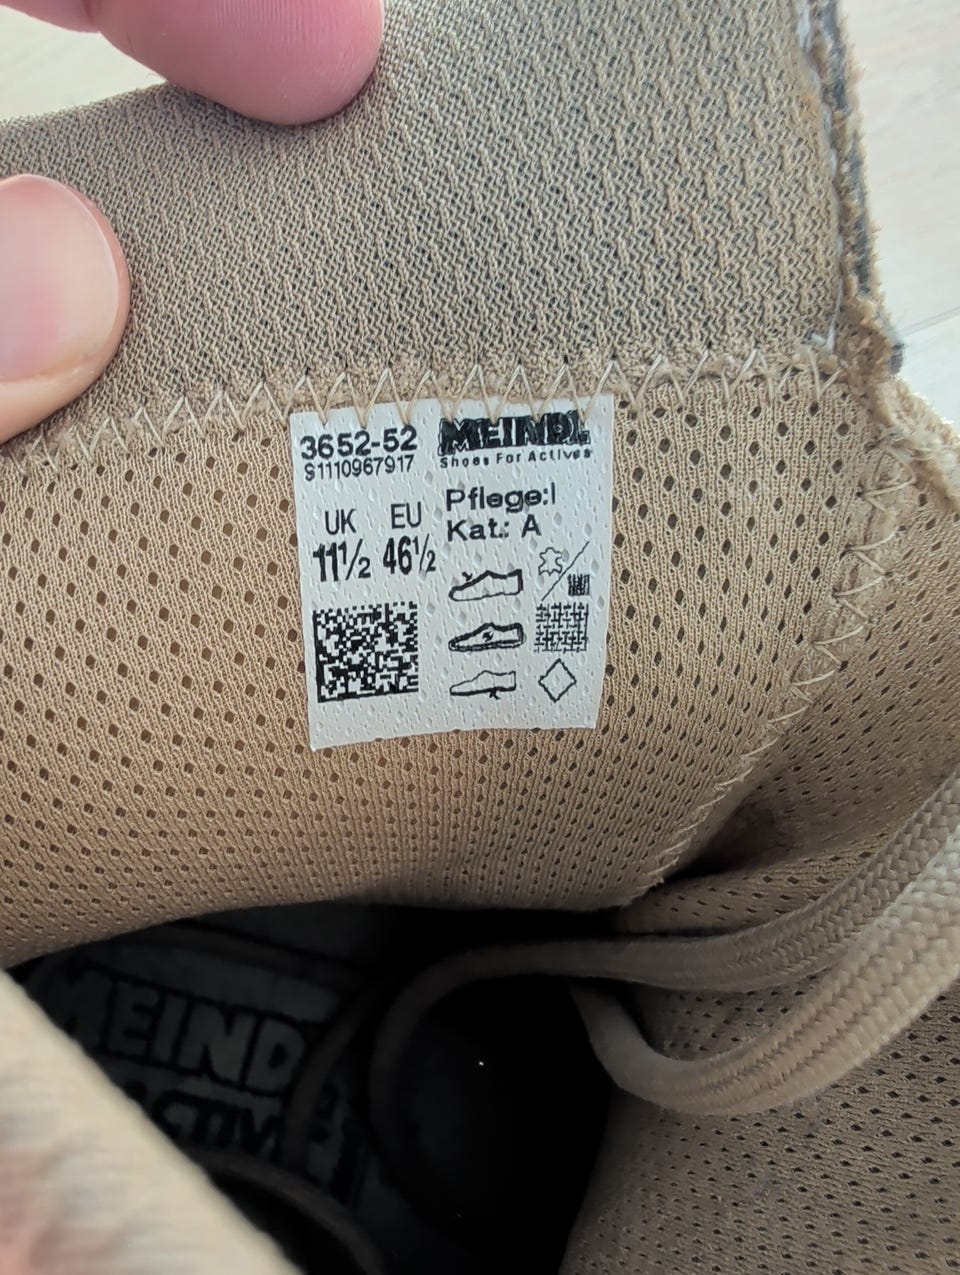 3652-52
S1110967917
MEINDL
Shoes For Actives
UK EU
11½ 46½
Pflege:I
Kat.: A
MEINDL